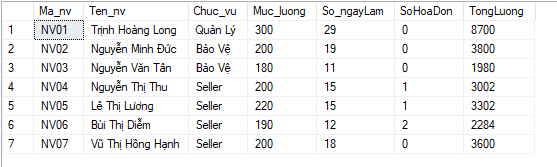 Ma_nv Ten_nv Chuc_vu Muc_luong So_ngayLam SoHoaDon TongLuong
1 NV01 Trịnh Hoàng Long Quản Lý 300 29 0 8700
2 NV02 Nguyễn Minh Đức Bảo Vệ 200 19 0 3800
3 NV03 Nguyễn Văn Tân Bảo Vệ 180 11 0 1980
4 NV04 Nguyễn Thị Thu Seller 200 15 1 3002
5 NV05 Lê Thị Lương Seller 220 15 1 3302
6 NV06 Bùi Thị Diễm Seller 190 12 2 2284
7 NV07 Vũ Thị Hồng Hạnh Seller 200 18 0 3600